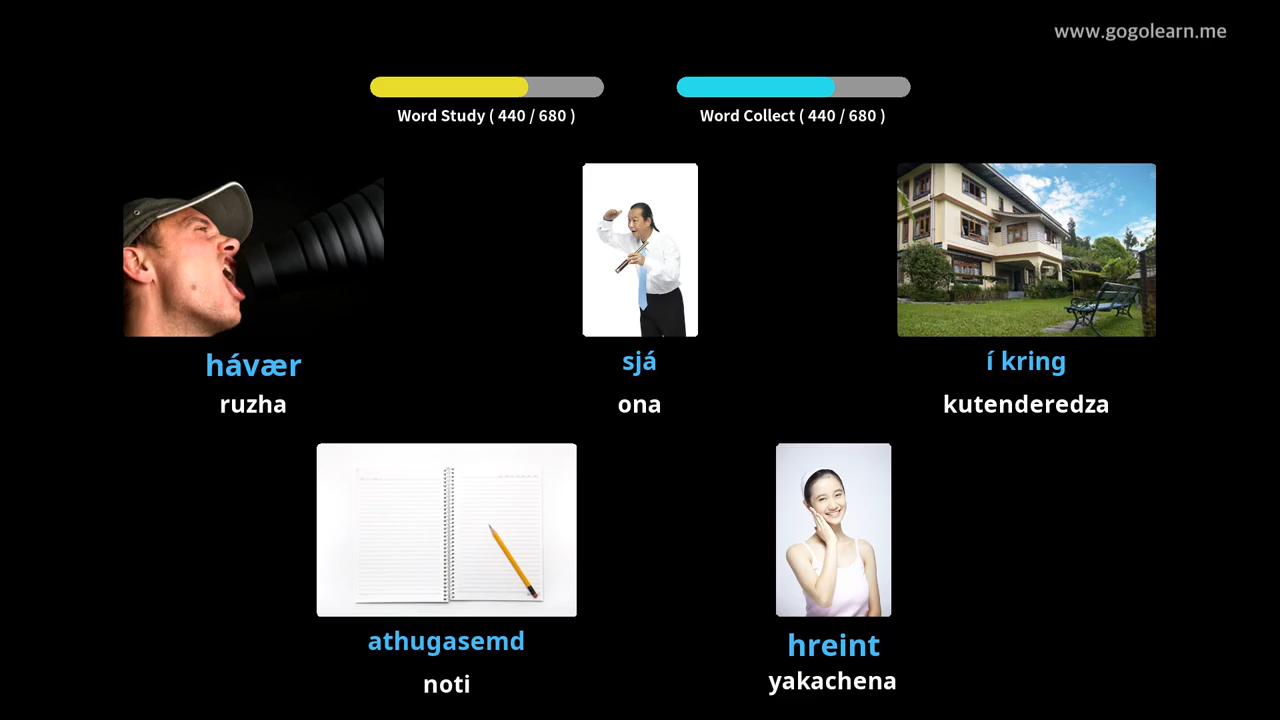 www.gogolearn.me
Word Study ( 440 / 680 )
Word Collect ( 440 / 680 )
hávær
ruzha
sjá
ona
í kring
kutenderedza
athugasemd
noti
hreint
yakachena